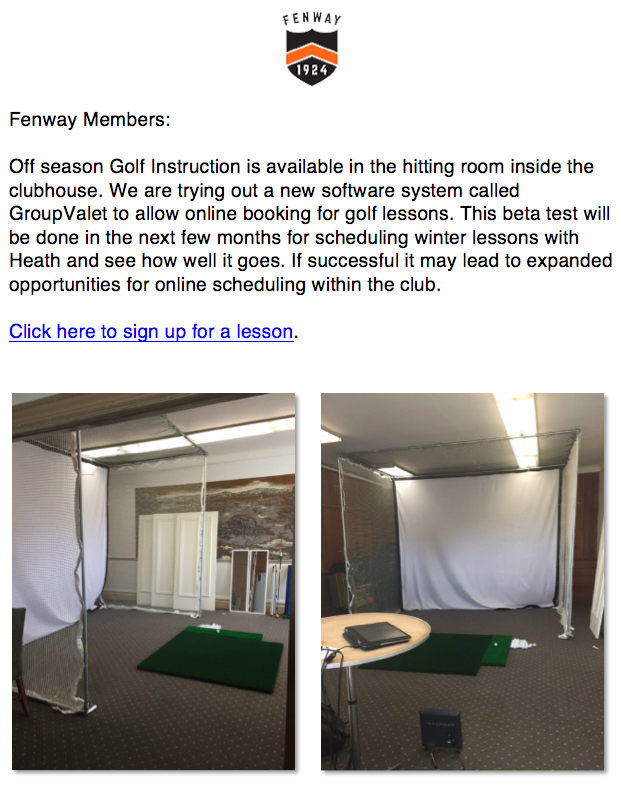 FENWAY
1924
Fenway Members:
Off season Golf Instruction is available in the hitting room inside the
clubhouse. We are trying out a new software system called
GroupValet to allow online booking for golf lessons. This beta test will
be done in the next few months for scheduling winter lessons with
Heath and see how well it goes. If successful it may lead to expanded
opportunities for online scheduling within the club.
Click here to sign up for a lesson.